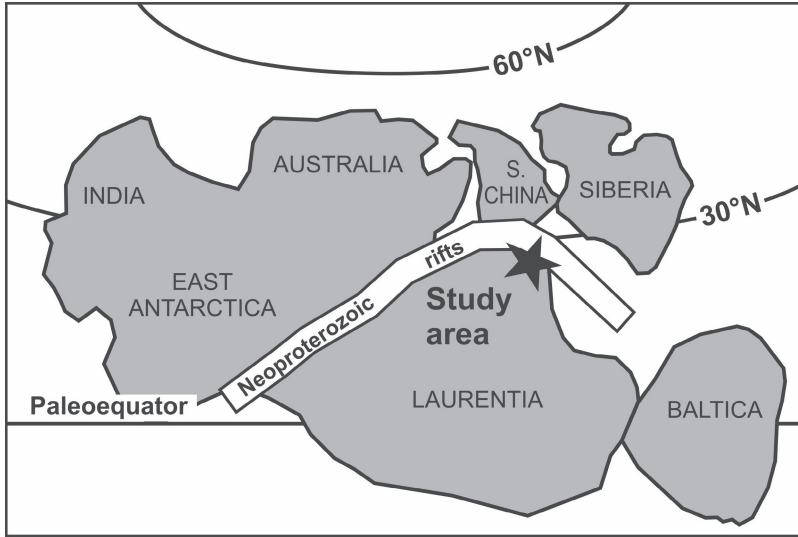 60°N
AUSTRALIA
S.
CHINA
SIBERIA
INDIA
30°N
rifts
EAST
ANTARCTICA
Study
area
Neoproterozoic
LAURENTIA
Paleoequator
BALTICA